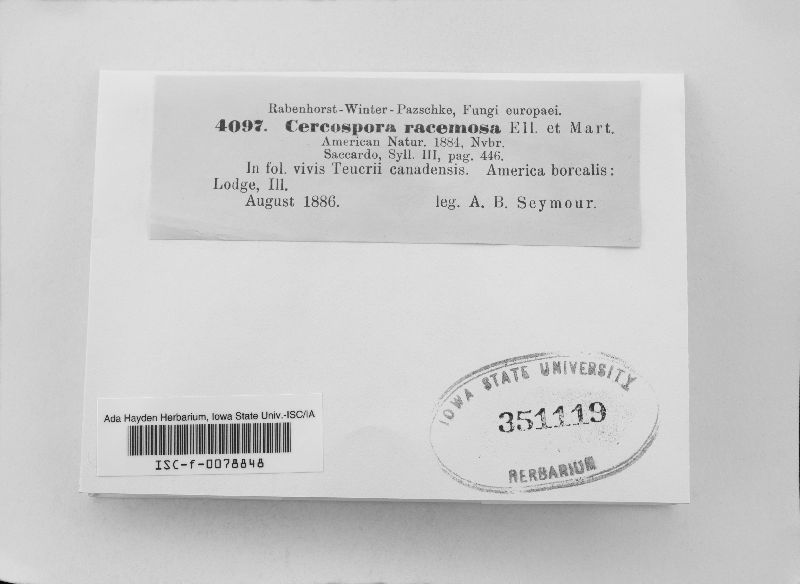 Rabenhorst-Winter-Pazschke, Fungi europaei.
4097. Cercospora racemosa Ell. et Mart.
American Natur. 1884, Nvbr.
Saccardo, Syll. III, pag. 446.
In fol. vivis Teucrii canadensis. America borealis:
Lodge, Ill.
August 1886. leg. A. B. Seymour.
IOWA STATE UNIVERSITY
351119
HERBARIUM
Ada Hayden Herbarium, Iowa State Univ.-ISC/IA
ISC-f-0078848